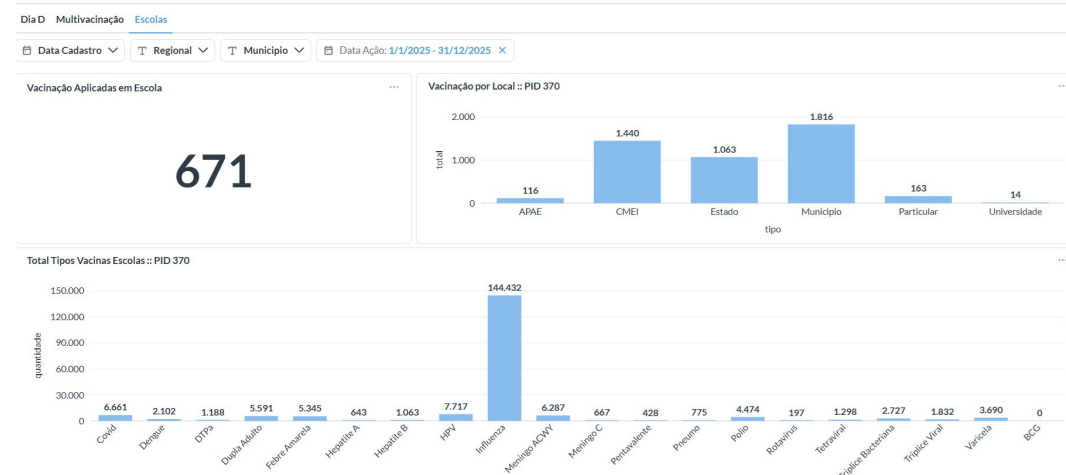 Dia D Multivacinação Escolas
Data Cadastro Regional Municipio Data Ação: 1/1/2025 - 31/12/2025 ×
Vacinação Aplicadas em Escola
671
Vacinação por Local :: PID 370
2.000
1.000
0
total
116
1.440
1.063
1.816
163
14
APAE
CMEI
Estado
Município
Particular
Universidade
tipo
Total Tipos Vacinas Escolas :: PID 370
150.000
120.000
90.000
60.000
30.000
0
quantidade
6.661
2.102
1.188
5.591
5.345
643
1.063
7.717
144.432
6.287
667
428
775
4.474
197
1.298
2.727
1.832
3.690
0
Covid
Dengue
DTPa
Dupla Adulto
Febre Amarela
Hepatite A
Hepatite B
HPV
Influenza
Meningo ACWY
Meningo C
Pentavalente
Pneumo
Polio
Rotavirus
Tetraviral
Triplice Bacteriana
Triplice Viral
Varicela
BCG